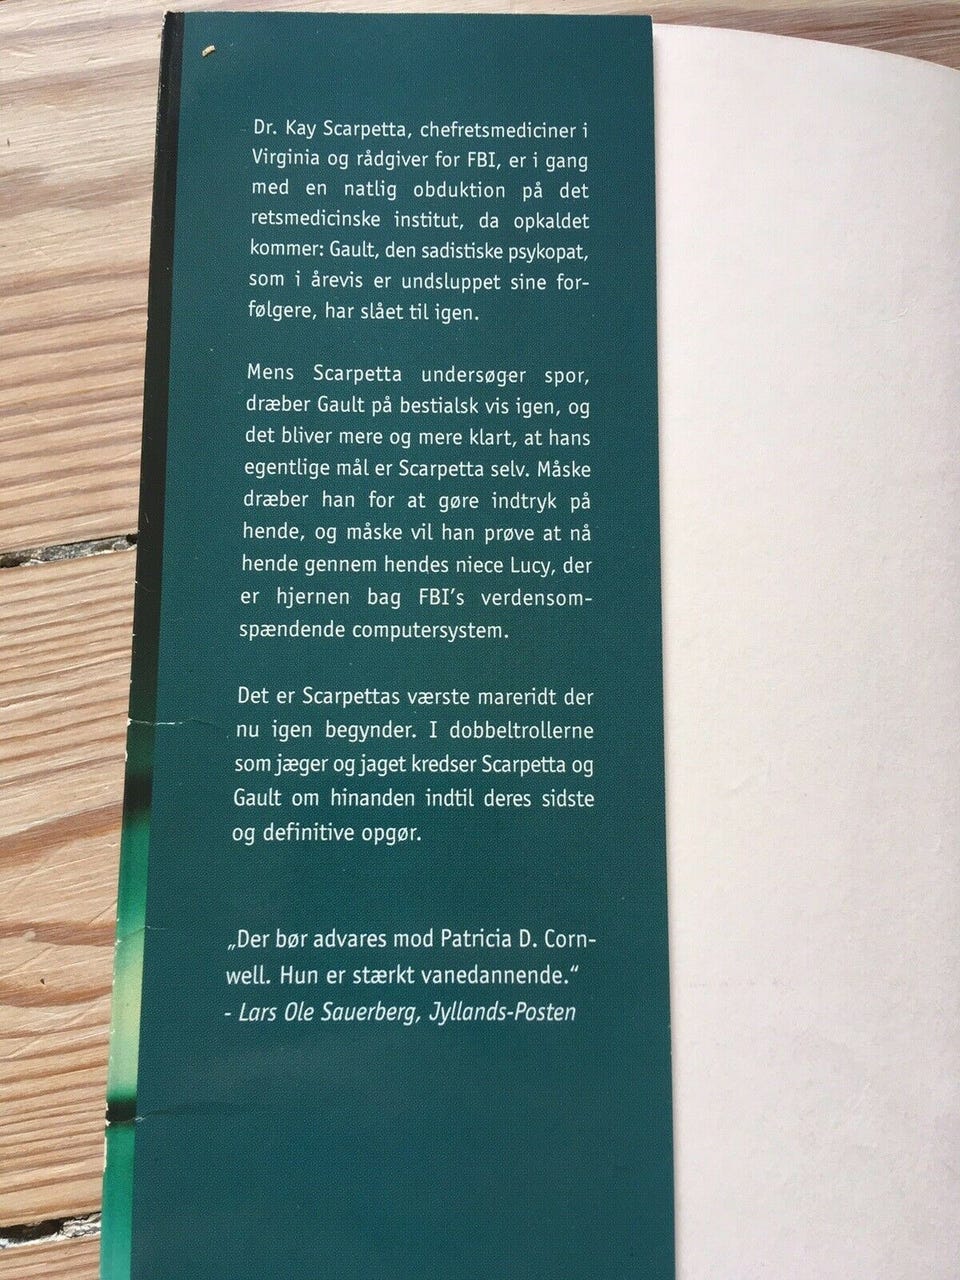 Dr. Kay Scarpetta, chefretsmediciner i
Virginia og rådgiver for FBI, er i gang
med en natlig obduktion på det
retsmedicinske institut, da opkaldet
kommer: Gault, den sadistiske psykopat,
som i årevis er undsluppet sine for-
følgere, har slået til igen.
Mens Scarpetta undersøger spor,
dræber Gault på bestialsk vis igen, og
det bliver mere og mere klart, at hans
egentlige mål er Scarpetta selv. Måske
dræber han for at gøre indtryk på
hende, og måske vil han prøve at nå
hende gennem hendes niece Lucy, der
er hjernen bag FBI's verdensom-
spændende computersystem.
Det er Scarpettas værste mareridt der
nu igen begynder. I dobbeltrollerne
som jæger og jaget kredser Scarpetta og
Gault om hinanden indtil deres sidste
og definitive opgør.
„Der bør advares mod Patricia D. Corn-
well. Hun er stærkt vanedannende.“
- Lars Ole Sauerberg, Jyllands-Posten